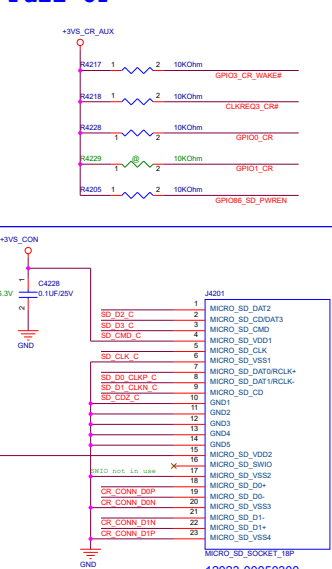 +3VS_CR_AUX
R4217 1 2 10KOhm
GPIO3_CR_WAKE#
R4218 1 2 10KOhm
CLKREQ3_CR#
R4228 1 2 10KOhm
GPIO0_CR
R4229 1 @ 2 10KOhm
GPIO1_CR
R4205 1 2 10KOhm
GPIO86_SD_PWREN
+3VS_CON
C4228
0.1UF/25V
1
2
GND
J4201
1 MICRO_SD_DAT2
SD_D2_C 2 MICRO_SD_CD/DAT3
SD_D3_C 3 MICRO_SD_CMD
SD_CMD_C 4 MICRO_SD_VDD1
5 MICRO_SD_CLK
SD_CLK_C 6 MICRO_SD_VSS1
7 MICRO_SD_DAT0/RCLK+
SD_D0_CLKP_C 8 MICRO_SD_DAT1/RCLK-
SD_D1_CLKN_C 9 MICRO_SD_CD
SD_CDZ_C 10 GND1
11 GND2
12 GND3
13 GND4
14 GND5
15 MICRO_SD_VDD2
16 MICRO_SD_SWIO
SWIO not in use 17 MICRO_SD_VSS2
18 MICRO_SD_D0+
CR_CONN_D0P 19 MICRO_SD_D0-
CR_CONN_D0N 20 MICRO_SD_VSS3
21 MICRO_SD_D1-
CR_CONN_D1N 22 MICRO_SD_D1+
CR_CONN_D1P 23 MICRO_SD_VSS4
GND
MICRO_SD_SOCKET_18P